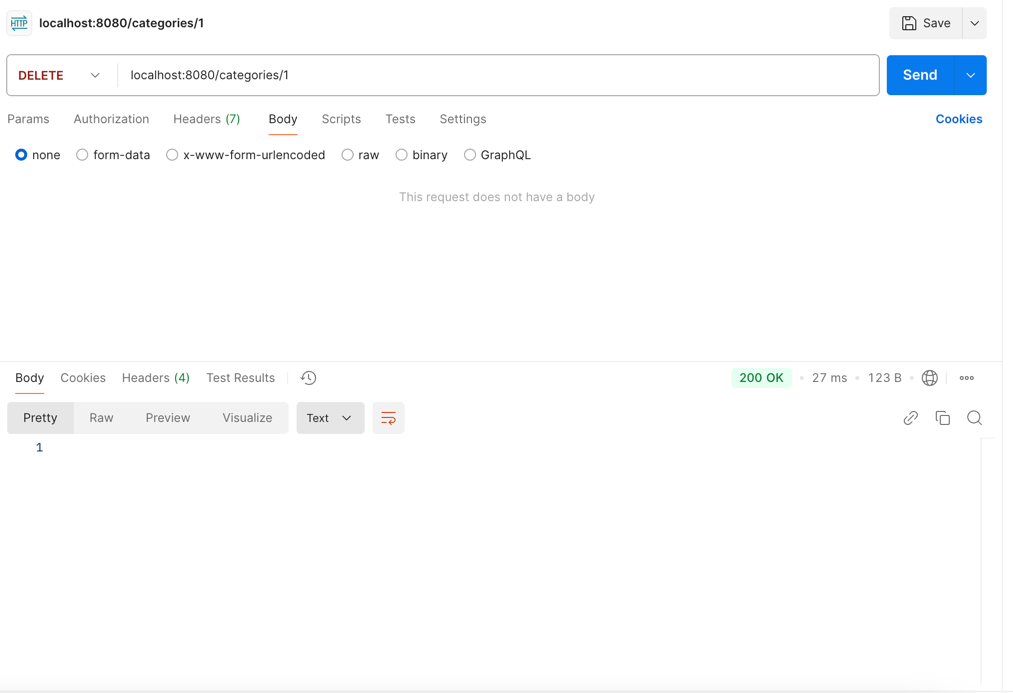 HTTP localhost:8080/categories/1 Save
DELETE localhost:8080/categories/1 Send
Params Authorization Headers (7) Body Scripts Tests Settings Cookies
none form-data x-www-form-urlencoded raw binary GraphQL
This request does not have a body
Body Cookies Headers (4) Test Results 200 OK • 27 ms • 123 B •
Pretty Raw Preview Visualize Text
1